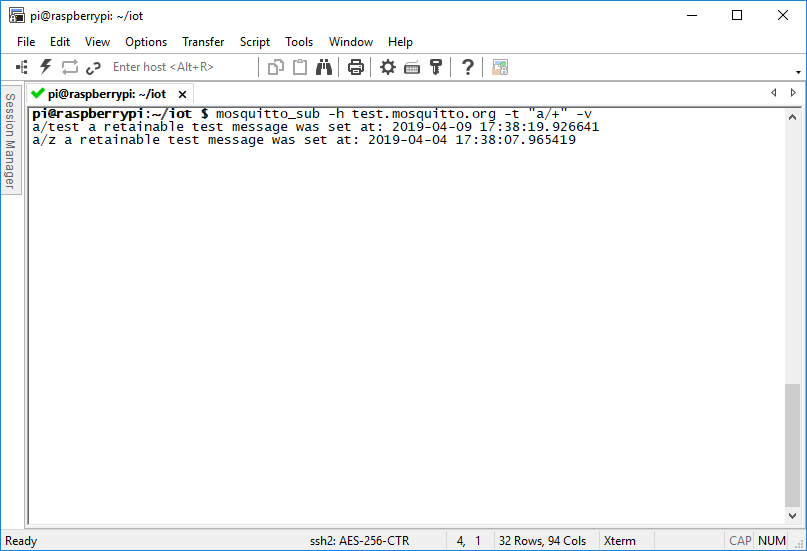 pi@raspberrypi: ~/iot
File Edit View Options Transfer Script Tools Window Help
Enter host <Alt+R>
pi@raspberrypi: ~/iot
Session Manager
pi@raspberrypi:~/iot $ mosquitto_sub -h test.mosquitto.org -t "a/+" -v
a/test a retainable test message was set at: 2019-04-09 17:38:19.926641
a/z a retainable test message was set at: 2019-04-04 17:38:07.965419
Ready ssh2: AES-256-CTR 4, 1 32 Rows, 94 Cols Xterm CAP NUM